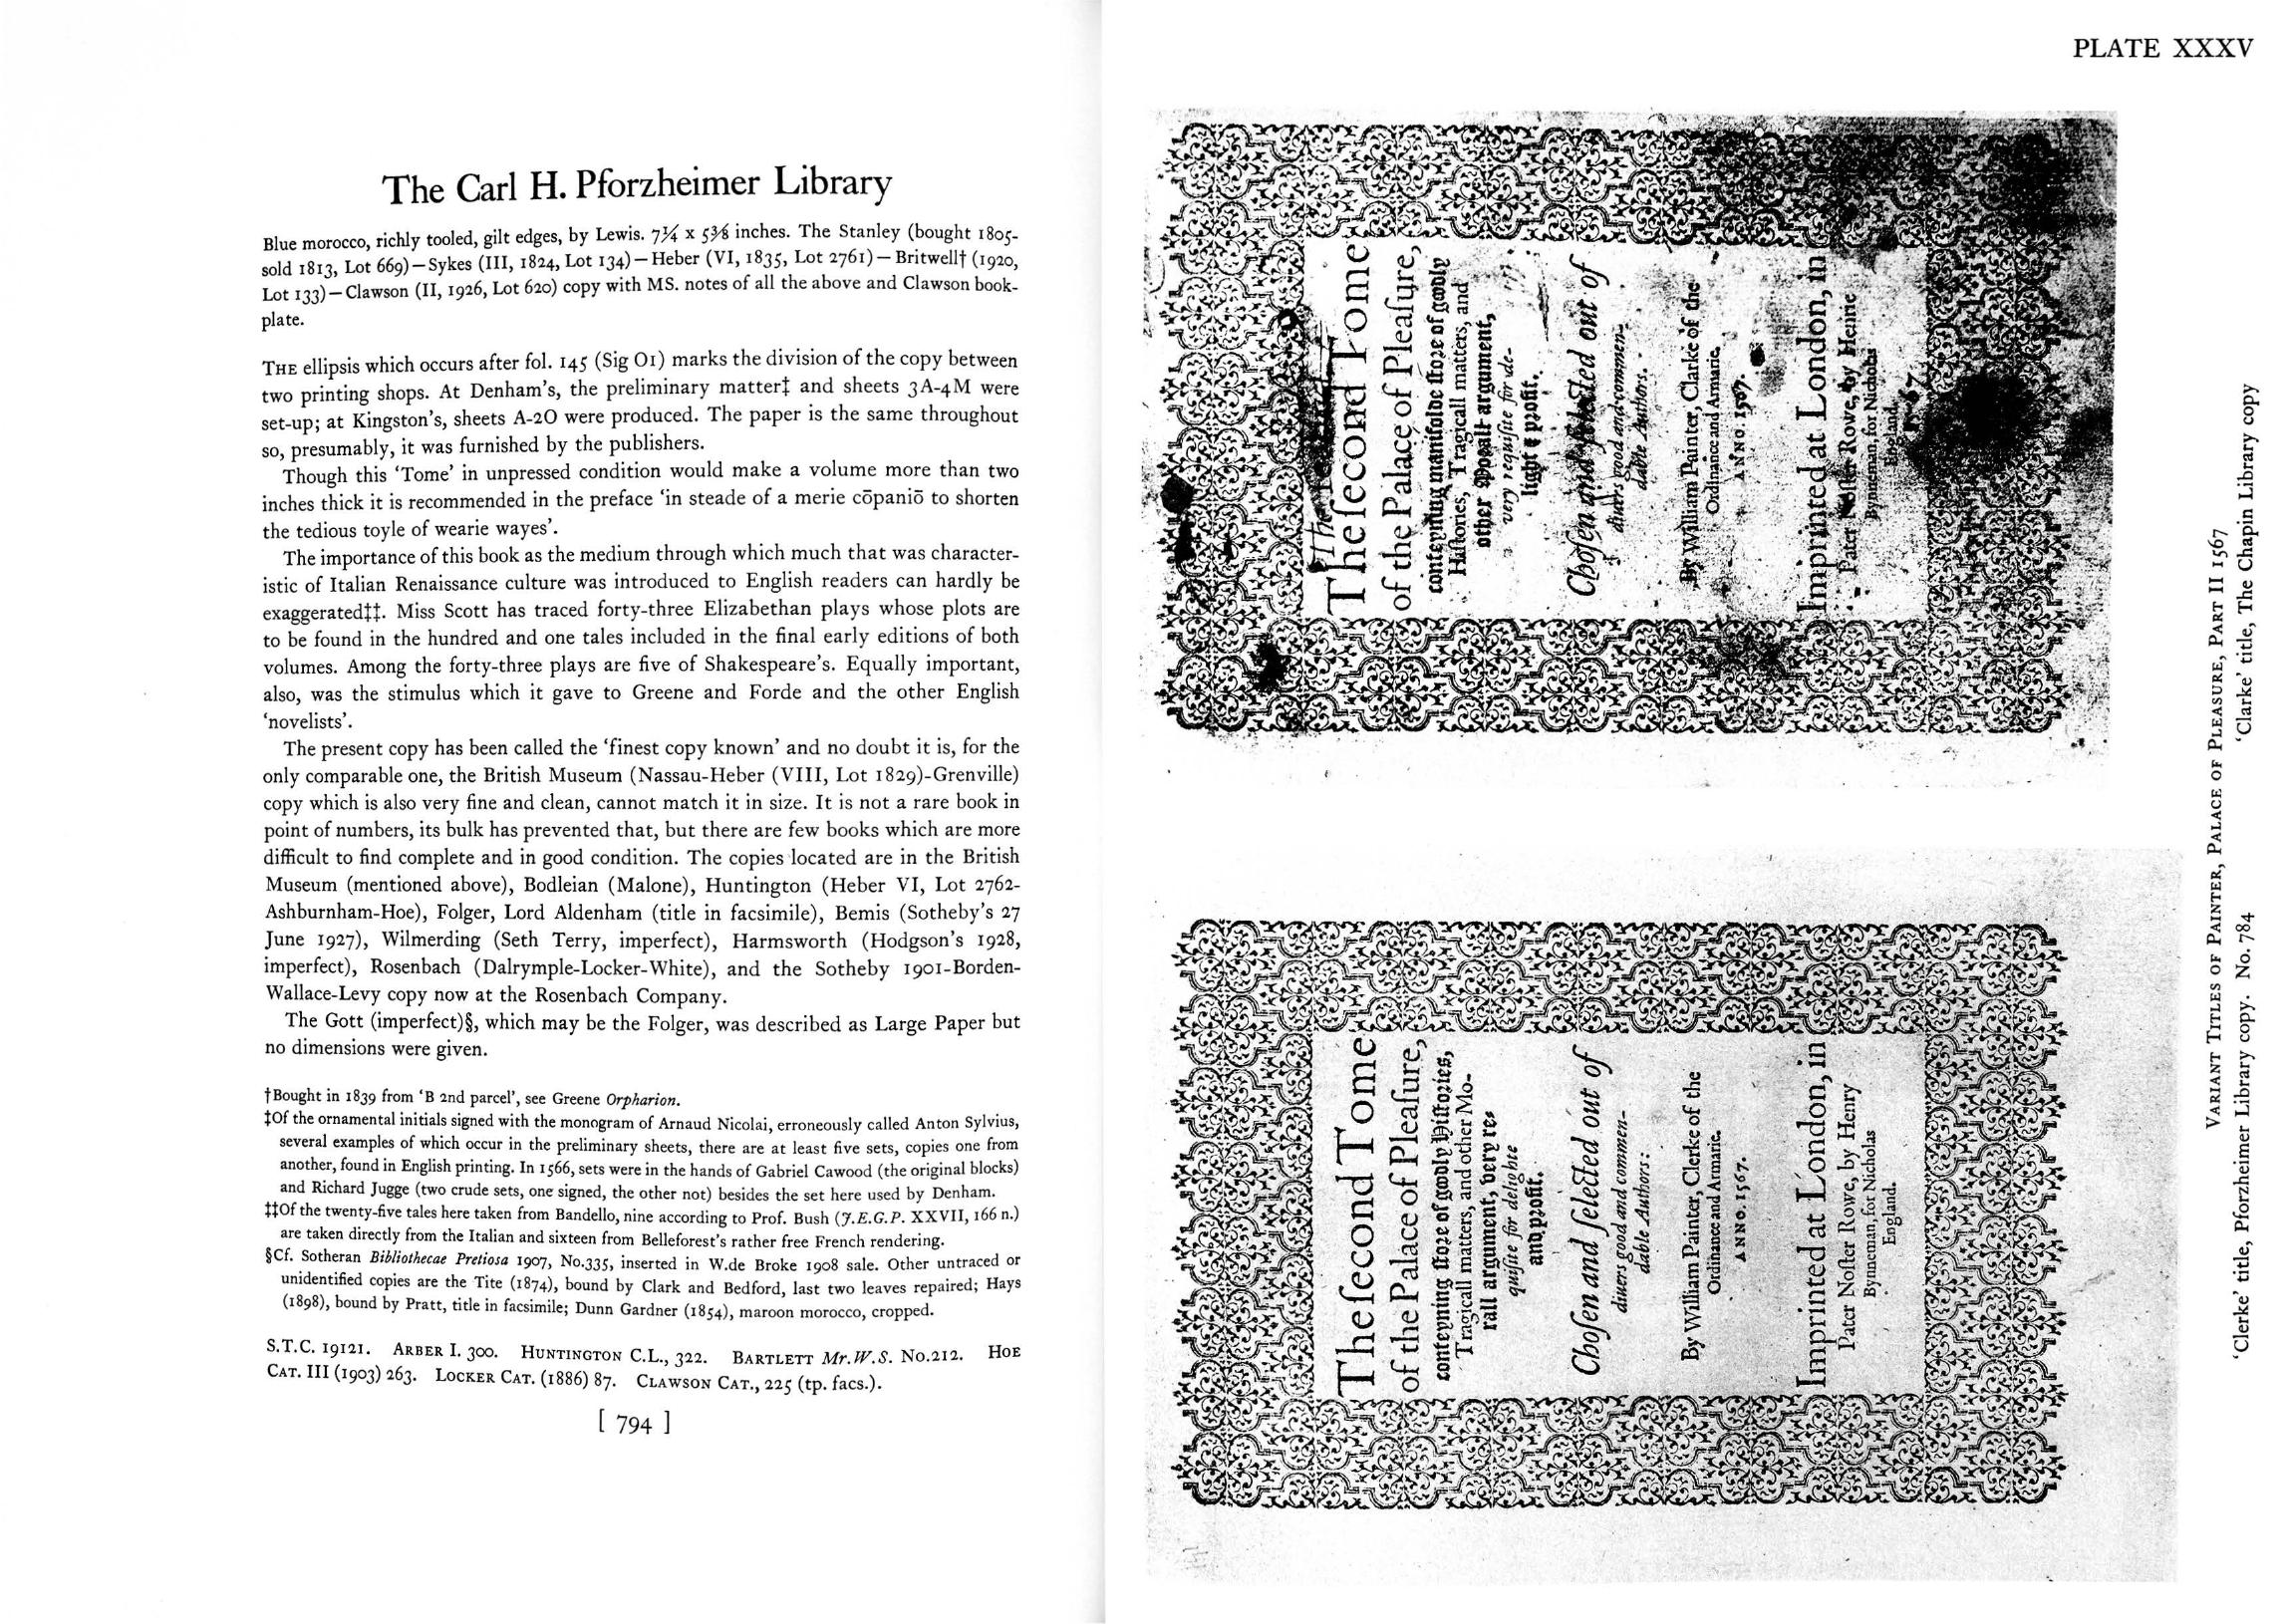 The Carl H. Pforzheimer Library
Blue morocco, richly tooled, gilt edges, by Lewis. 7¼ x 5⅜ inches. The Stanley (bought 1805-
sold 1813, Lot 669)—Sykes (III, 1824, Lot 134)—Heber (VI, 1835, Lot 2761)—Britwell† (1920,
Lot 133)—Clawson (II, 1926, Lot 620) copy with MS. notes of all the above and Clawson book-
plate.
THE ellipsis which occurs after fol. 145 (Sig O1) marks the division of the copy between
two printing shops. At Denham's, the preliminary matter‡ and sheets 3A-4M were
set-up; at Kingston's, sheets A-2O were produced. The paper is the same throughout
so, presumably, it was furnished by the publishers.
Though this 'Tome' in unpressed condition would make a volume more than two
inches thick it is recommended in the preface 'in steade of a merie cōpaniō to shorten
the tedious toyle of wearie wayes'.
The importance of this book as the medium through which much that was character-
istic of Italian Renaissance culture was introduced to English readers can hardly be
exaggerated‡‡. Miss Scott has traced forty-three Elizabethan plays whose plots are
to be found in the hundred and one tales included in the final early editions of both
volumes. Among the forty-three plays are five of Shakespeare's. Equally important,
also, was the stimulus which it gave to Greene and Forde and the other English
'novelists'.
The present copy has been called the 'finest copy known' and no doubt it is, for the
only comparable one, the British Museum (Nassau-Heber (VIII, Lot 1829)-Grenville)
copy which is also very fine and clean, cannot match it in size. It is not a rare book in
point of numbers, its bulk has prevented that, but there are few books which are more
difficult to find complete and in good condition. The copies located are in the British
Museum (mentioned above), Bodleian (Malone), Huntington (Heber VI, Lot 2762-
Ashburnham-Hoe), Folger, Lord Aldenham (title in facsimile), Bemis (Sotheby's 27
June 1927), Wilmerding (Seth Terry, imperfect), Harmsworth (Hodgson's 1928,
imperfect), Rosenbach (Dalrymple-Locker-White), and the Sotheby 1901-Borden-
Wallace-Levy copy now at the Rosenbach Company.
The Gott (imperfect)§, which may be the Folger, was described as Large Paper but
no dimensions were given.
†Bought in 1839 from 'B 2nd parcel', see Greene Orpharion.
‡Of the ornamental initials signed with the monogram of Arnaud Nicolai, erroneously called Anton Sylvius,
several examples of which occur in the preliminary sheets, there are at least five sets, copies one from
another, found in English printing. In 1566, sets were in the hands of Gabriel Cawood (the original blocks)
and Richard Jugge (two crude sets, one signed, the other not) besides the set here used by Denham.
‡‡Of the twenty-five tales here taken from Bandello, nine according to Prof. Bush (J.E.G.P. XXVII, 166 n.)
are taken directly from the Italian and sixteen from Belleforest's rather free French rendering.
§Cf. Sotheran Bibliothecae Pretiosa 1907, No.335, inserted in W.de Broke 1908 sale. Other untraced or
unidentified copies are the Tite (1874), bound by Clark and Bedford, last two leaves repaired; Hays
(1898), bound by Pratt, title in facsimile; Dunn Gardner (1854), maroon morocco, cropped.
S.T.C. 19121. ARBER I. 300. HUNTINGTON C.L., 322. BARTLETT Mr.W.S. No.212. HOE
CAT. III (1903) 263. LOCKER CAT. (1886) 87. CLAWSON CAT., 225 (tp. facs.).
[ 794 ]
PLATE XXXV
The ſecond Tome
of the Palace of Pleaſure,
conteyning ſtore of goodly Hiſtories,
Tragicall matters, and other Mo-
rall argument, very re-
quiſite for delighte
and profit.
Choſen and ſelected out of
diuers good and commen-
dable Authors:
By William Painter, Clerke of the
Ordinance and Armarie.
ANNO. 1567.
Imprinted at London, in
Pater Noſter Rowe, by Henry
Bynneman, for Nicholas
England.
The ſecond Tome
of the Palace of Pleaſure,
conteyning manifolde ſtore of goodly
Hiſtories, Tragicall matters, and
other Morall argument,
very requiſite for de-
light & profit.
Choſen and ſelected out of
diuers good and commen-
dable Authors.
By William Painter, Clarke of the
Ordinance and Armarie.
ANNO. 1567.
Imprinted at London, in
Pater Noſter Rowe, by Henrie
Bynneman, for Nicholas
England.
1567
VARIANT TITLES OF PAINTER, PALACE OF PLEASURE, PART II 1567
'Clerke' title, Pforzheimer Library copy. No. 784
'Clarke' title, The Chapin Library copy